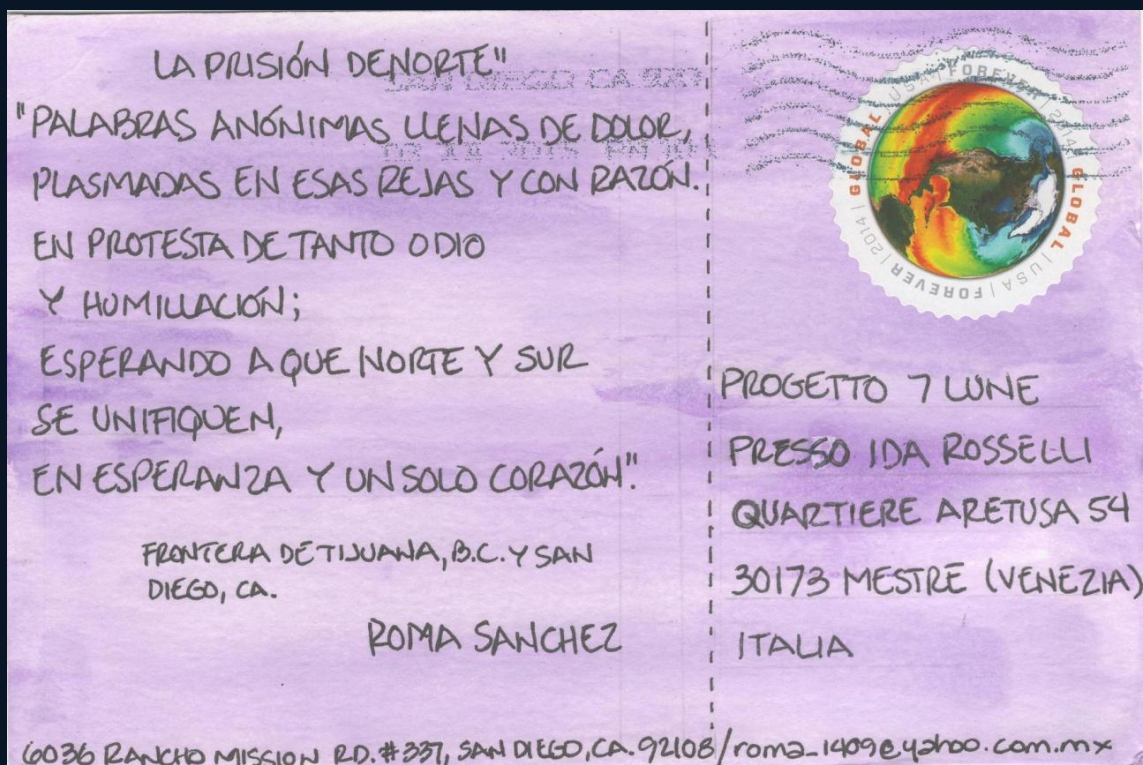 LA PRISIÓN DENORTE"
"PALABRAS ANÓNIMAS LLENAS DE DOLOR,
PLASMADAS EN ESAS REJAS Y CON RAZÓN.
EN PROTESTA DE TANTO ODIO
Y HUMILLACIÓN;
ESPERANDO A QUE NORTE Y SUR
SE UNIFIQUEN,
EN ESPERANZA Y UN SOLO CORAZÓN."
FRONTERA DE TIJUANA, B.C. Y SAN
DIEGO, CA.
ROMA SANCHEZ
SAN DIEGO CA
GLOBAL | USA | FOREVER | 2014 | GLOBAL | USA | FOREVER | 2014 |
PROGETTO 7 LUNE
PRESSO IDA ROSSELLI
QUARTIERE ARETUSA 54
30173 MESTRE (VENEZIA)
ITALIA
6036 RANCHO MISSION RD. #337, SAN DIEGO, CA. 92108/roma_1409@yahoo.com.mx